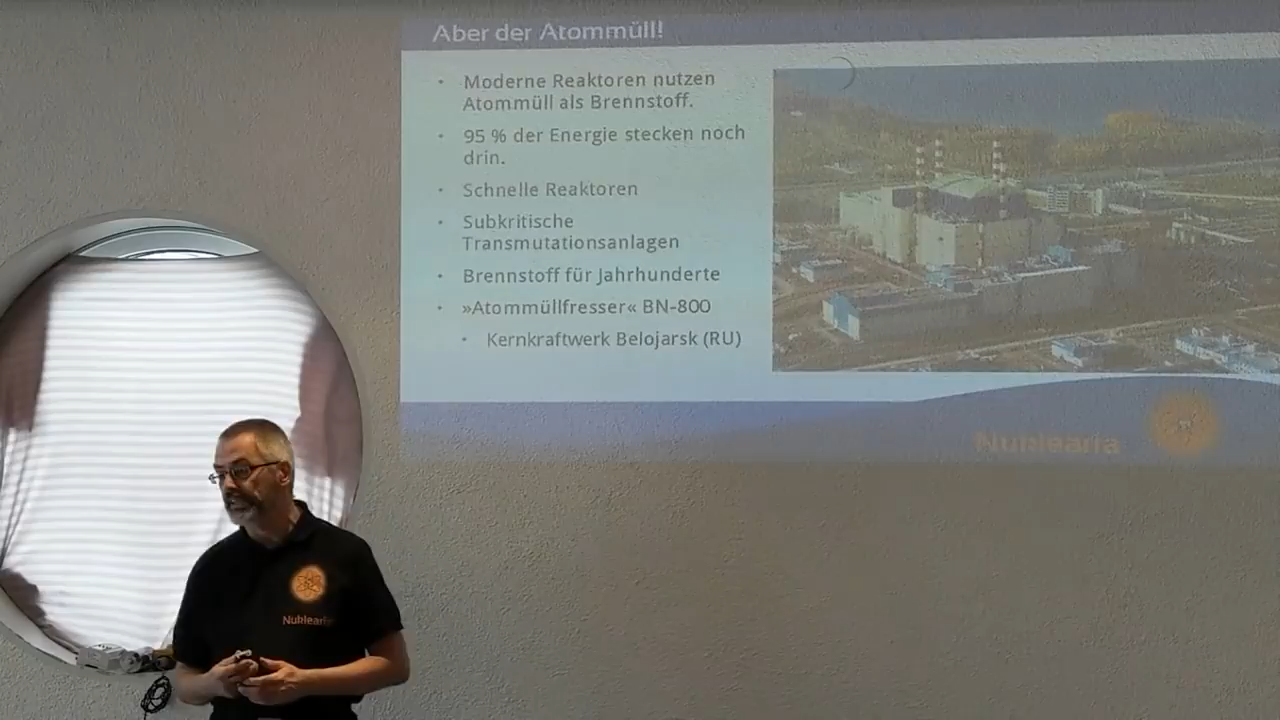 Aber der Atommüll!
• Moderne Reaktoren nutzen
Atommüll als Brennstoff.
• 95 % der Energie stecken noch
drin.
• Schnelle Reaktoren
• Subkritische
Transmutationsanlagen
• Brennstoff für Jahrhunderte
• »Atommüllfresser« BN-800
• Kernkraftwerk Belojarsk (RU)
Nuklearia
Nuklearia